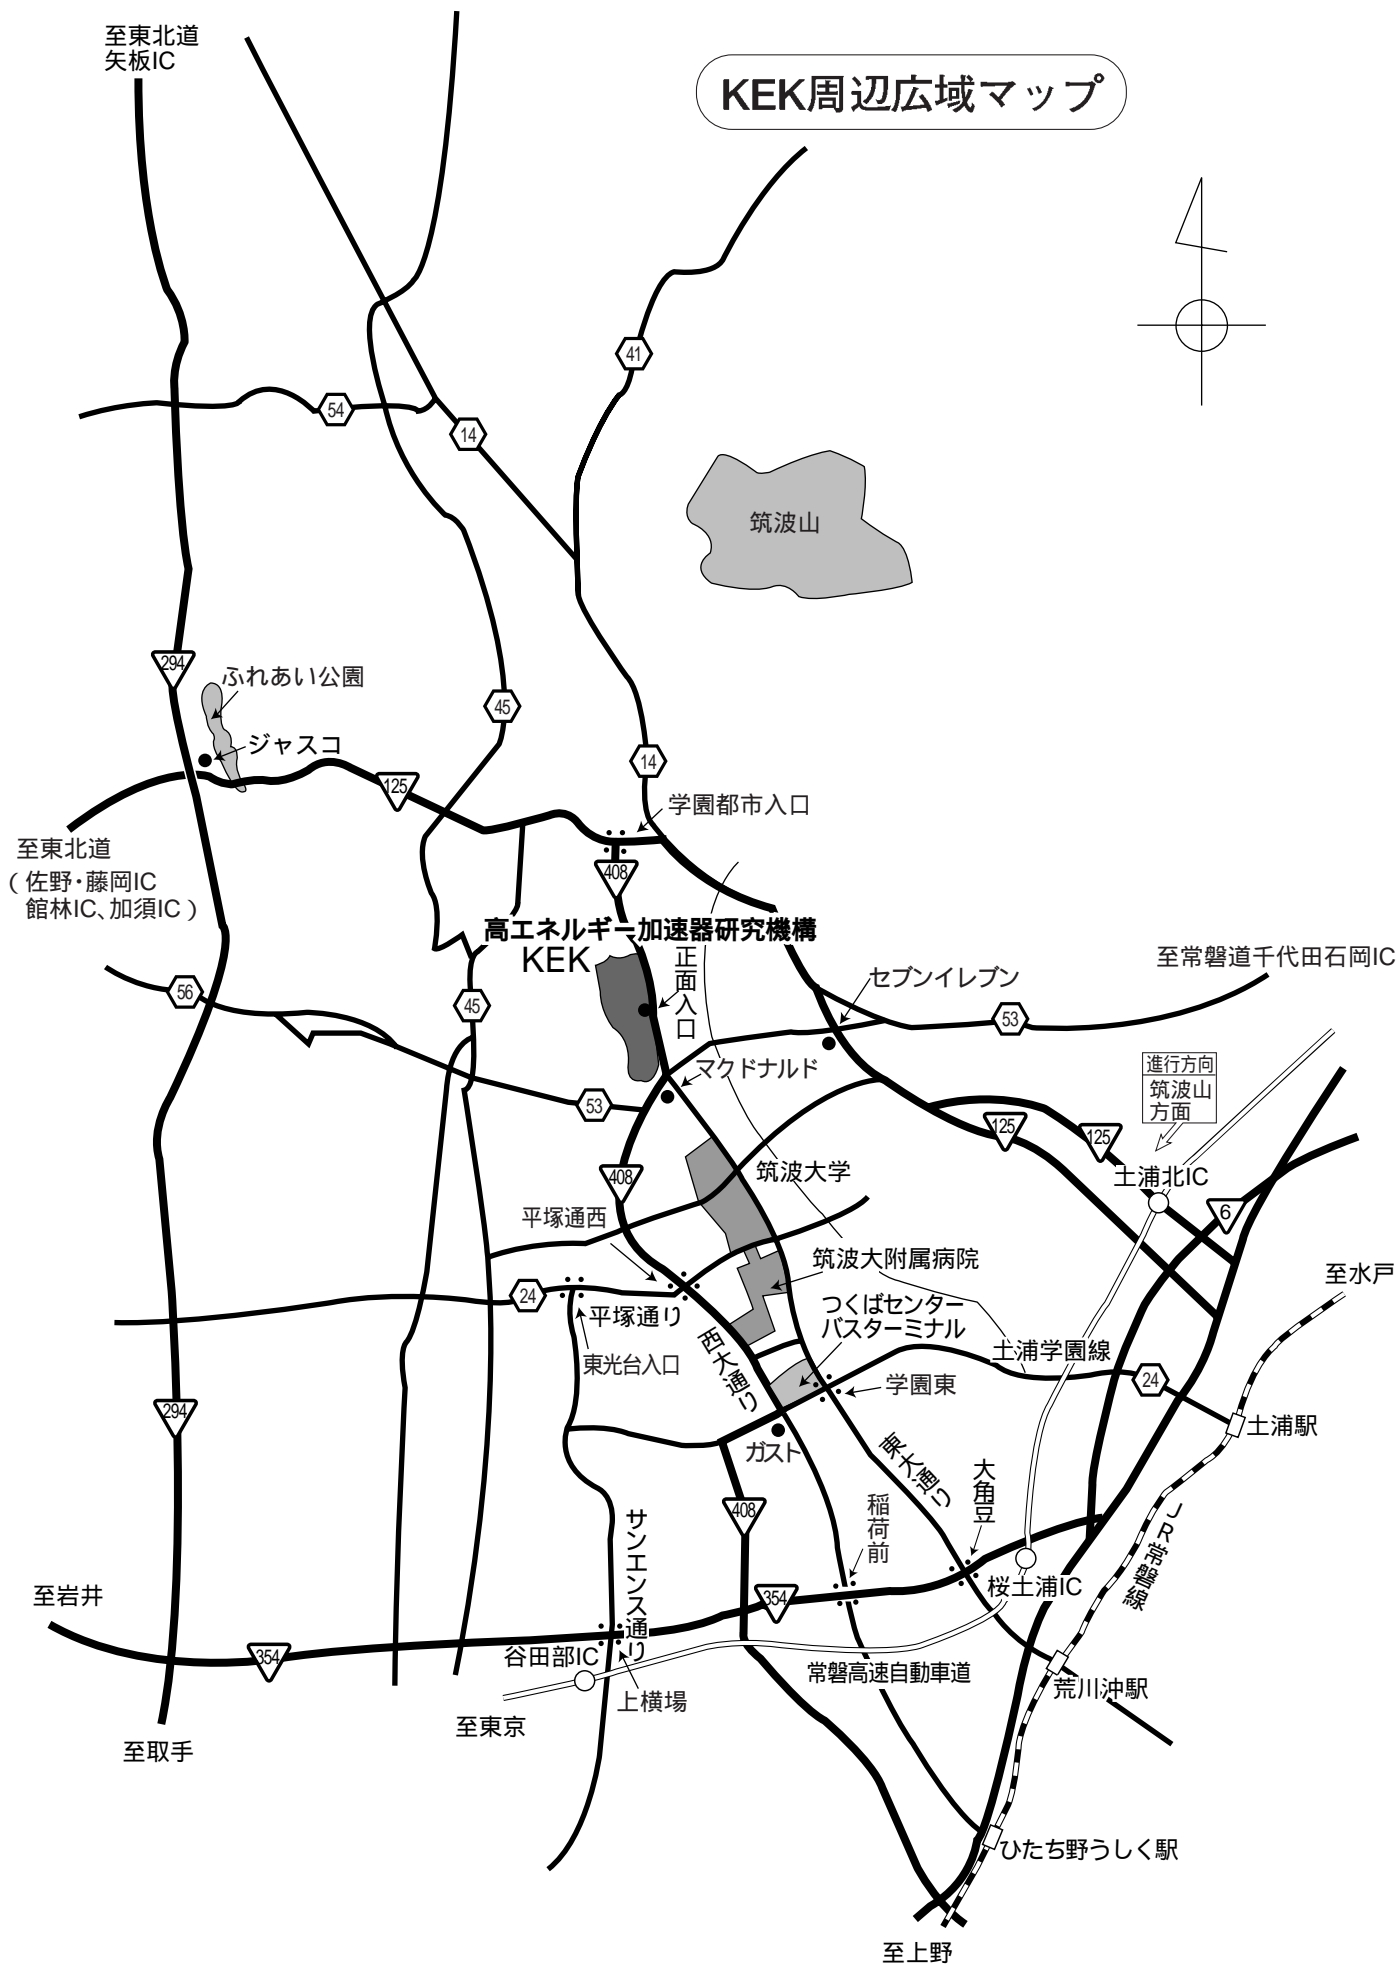 至東北道
矢板IC
KEK周辺広域マップ
41
54
14
筑波山
294
ふれあい公園
45
ジャスコ
14
125
学園都市入口
至東北道
（佐野・藤岡IC
館林IC、加須IC）
408
高エネルギー加速器研究機構
KEK
正面入口
至常磐道千代田石岡IC
セブンイレブン
56
45
53
進行方向
筑波山
方面
マクドナルド
53
125
125
筑波大学
土浦北IC
408
6
平塚通西
筑波大附属病院
至水戸
24
平塚通り
つくばセンター
バスターミナル
東光台入口
西大通り
土浦学園線
24
学園東
294
土浦駅
ガスト
東大通り
大角豆
408
稲荷前
サンエンス通り
JR常磐線
至岩井
354
桜土浦IC
354
谷田部IC
常磐高速自動車道
荒川沖駅
上横場
至東京
至取手
ひたち野うしく駅
至上野